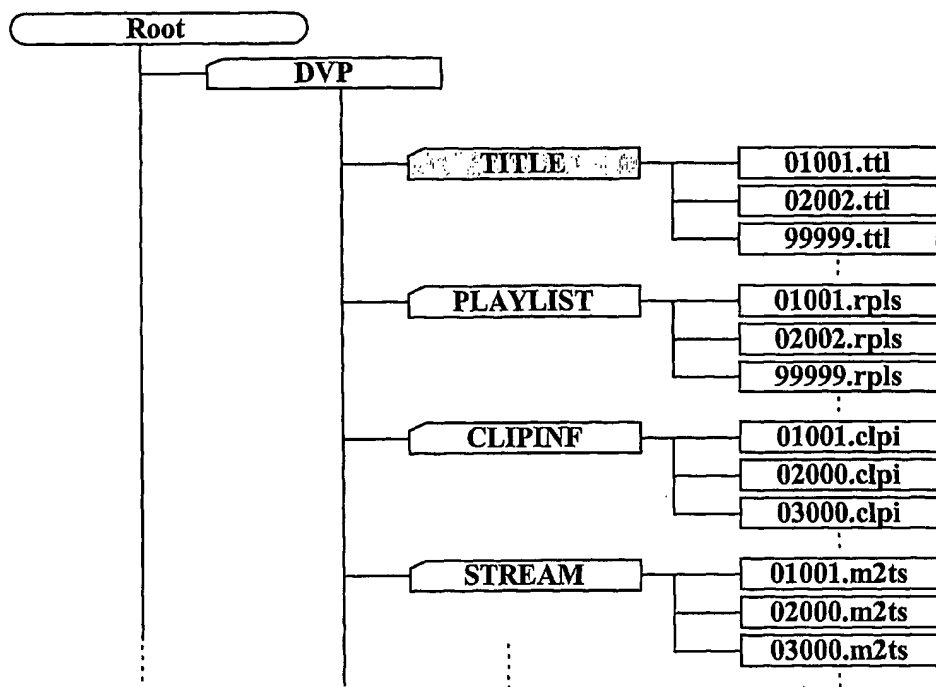 Root
DVP
TITLE
01001.ttl
02002.ttl
99999.ttl
PLAYLIST
01001.rpls
02002.rpls
99999.rpls
CLIPINF
01001.clpi
02000.clpi
03000.clpi
STREAM
01001.m2ts
02000.m2ts
03000.m2ts